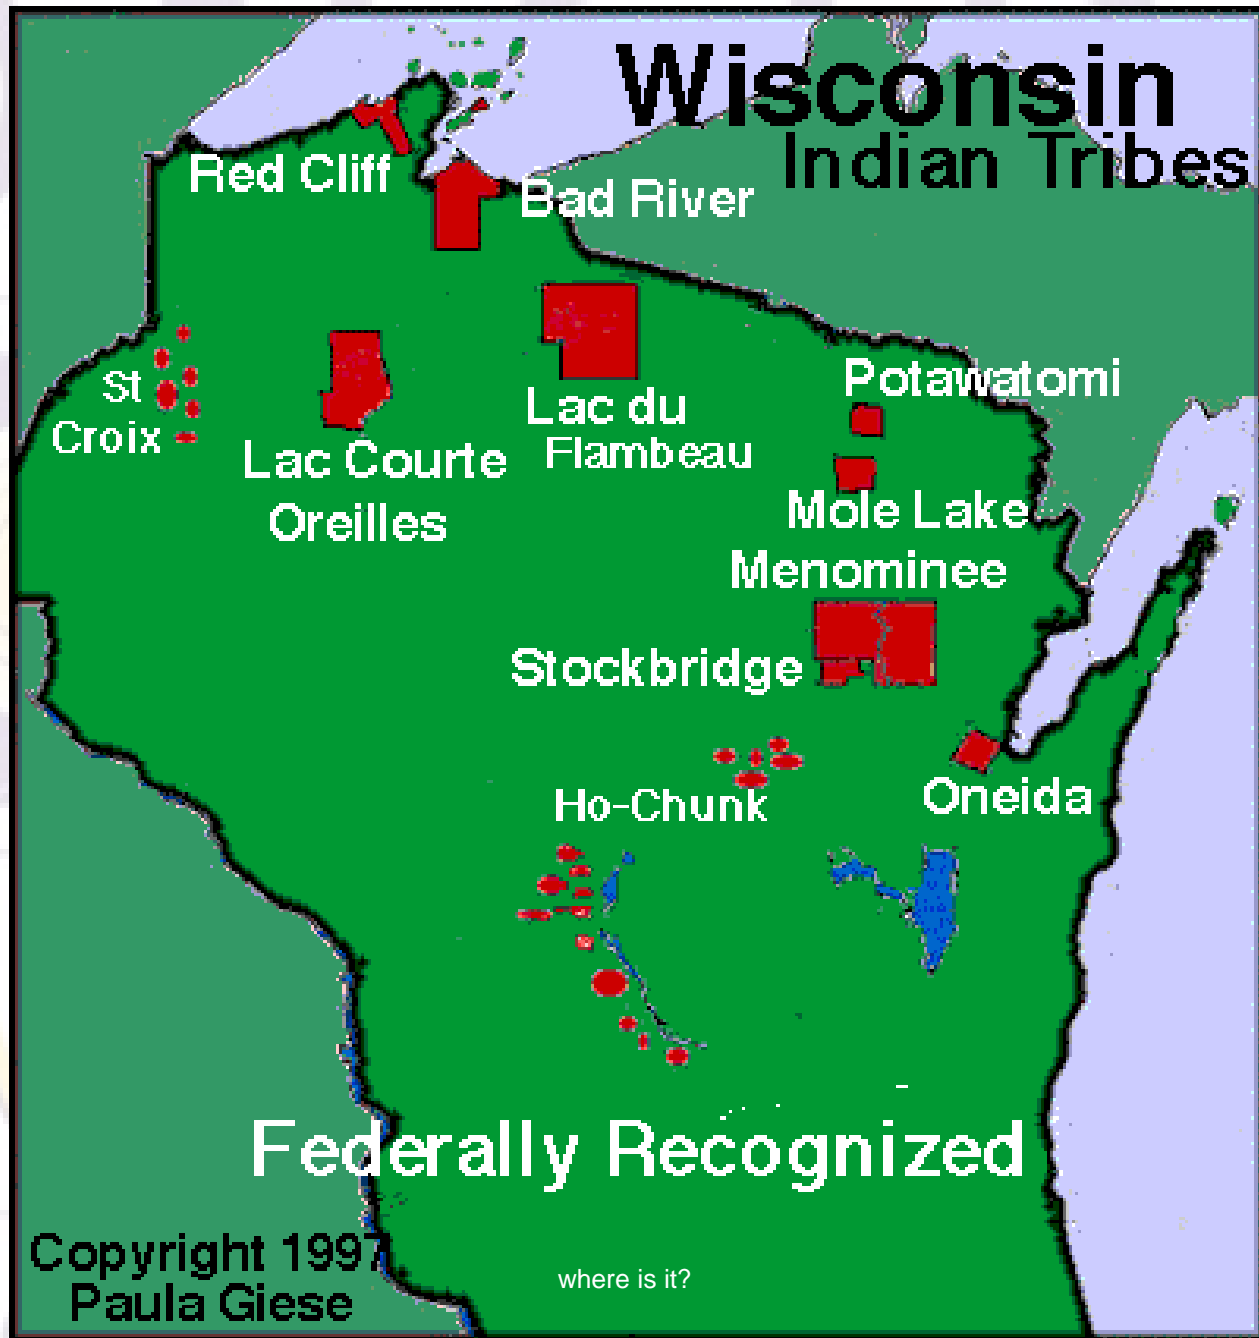 Wisconsin
Indian Tribes
Red Cliff
Bad River
St
Croix
Lac Courte
Oreilles
Lac du
Flambeau
Potawatomi
Mole Lake
Menominee
Stockbridge
Oneida
Ho-Chunk
Federally Recognized
Copyright 1997
Paula Giese
where is it?